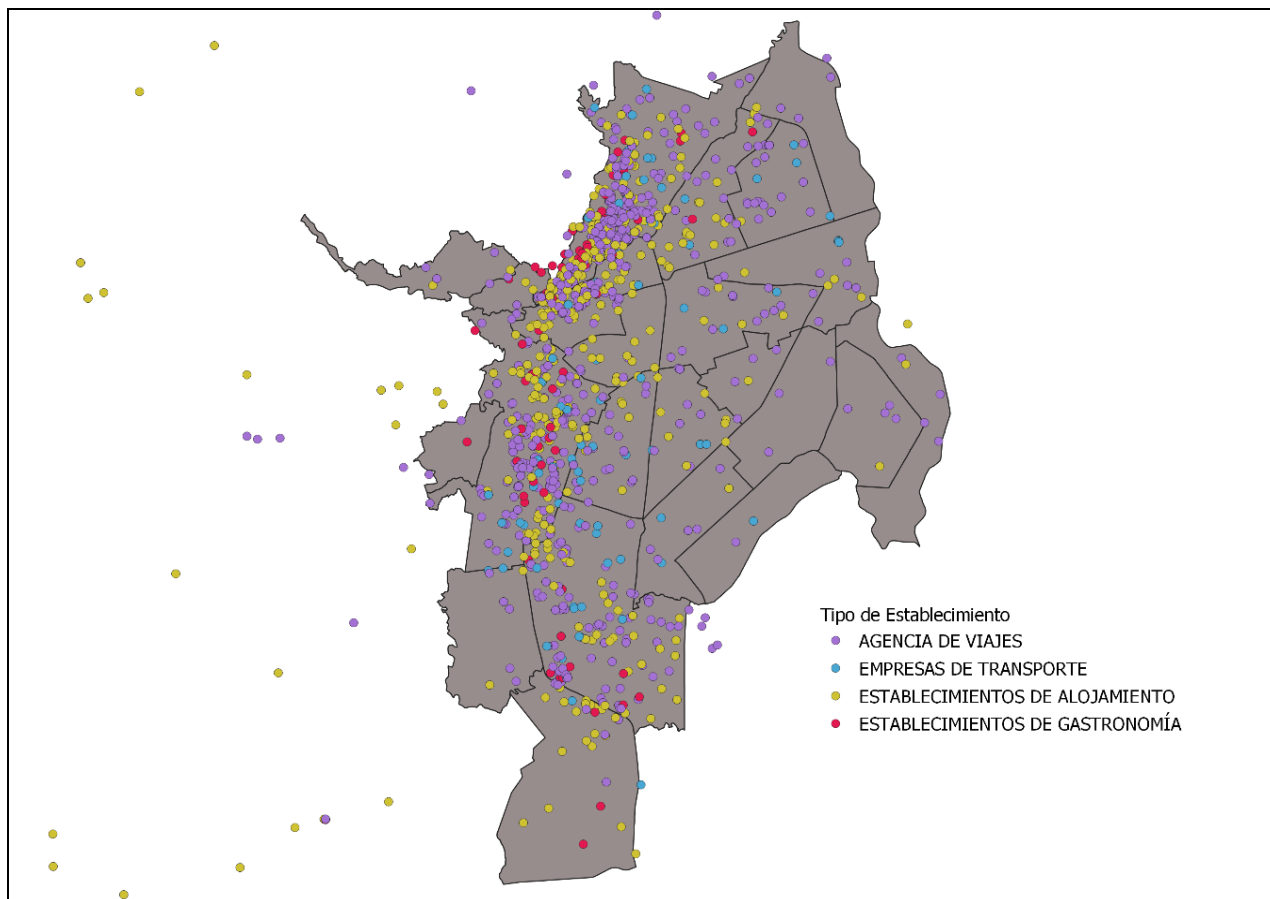 Tipo de Establecimiento
AGENCIA DE VIAJES
EMPRESAS DE TRANSPORTE
ESTABLECIMIENTOS DE ALOJAMIENTO
ESTABLECIMIENTOS DE GASTRONOMÍA